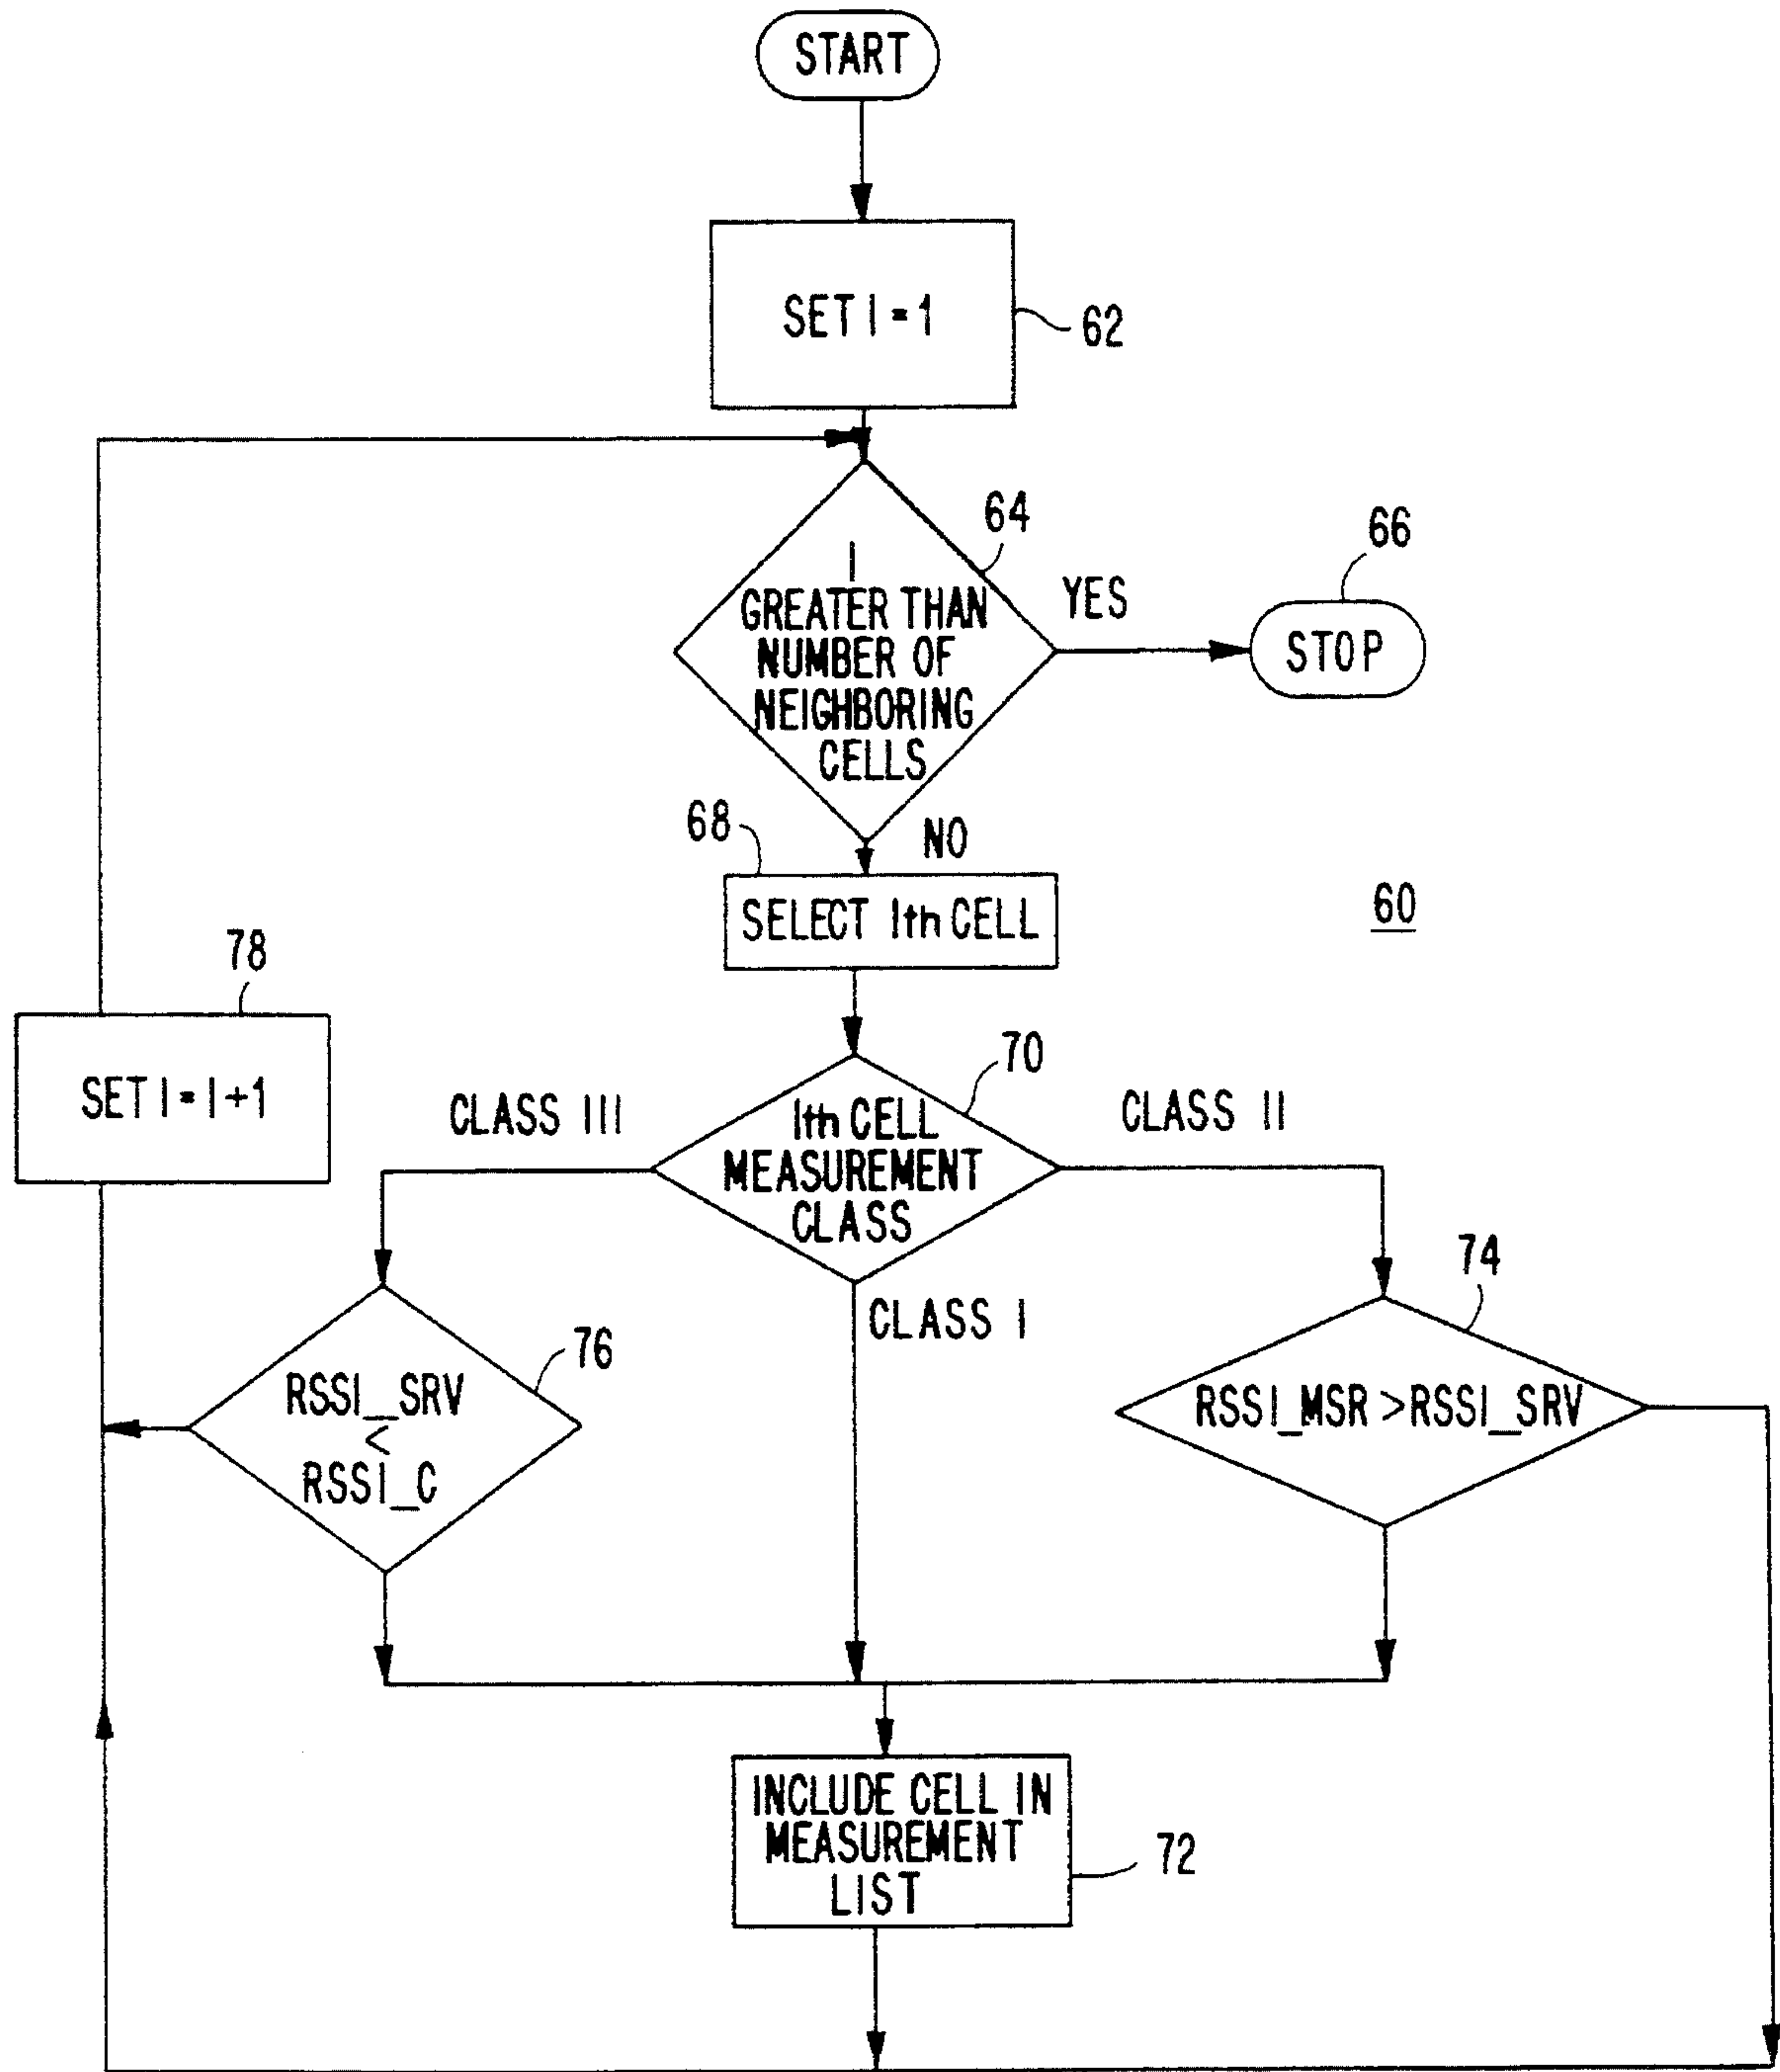 START
SET I = 1
62
64
I
GREATER THAN
NUMBER OF
NEIGHBORING
CELLS
YES
66
STOP
68
NO
SELECT Ith CELL
60
78
SET I = I+1
70
CLASS III
Ith CELL
MEASUREMENT
CLASS
CLASS II
CLASS I
74
76
RSSI_SRV
<
RSSI_C
RSSI_MSR > RSSI_SRV
INCLUDE CELL IN
MEASUREMENT
LIST
72